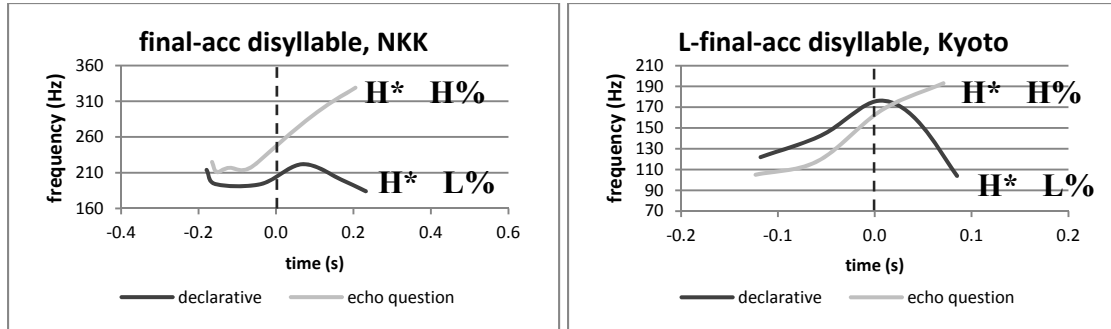 final-acc disyllable, NKK
frequency (Hz)
360
310
260
210
160
H* H%
H* L%
-0.4 -0.2 0.0 0.2 0.4 0.6
time (s)
declarative echo question
L-final-acc disyllable, Kyoto
frequency (Hz)
210
190
170
150
130
110
90
70
H* H%
H* L%
-0.2 -0.1 0.0 0.1 0.2
time (s)
declarative echo question